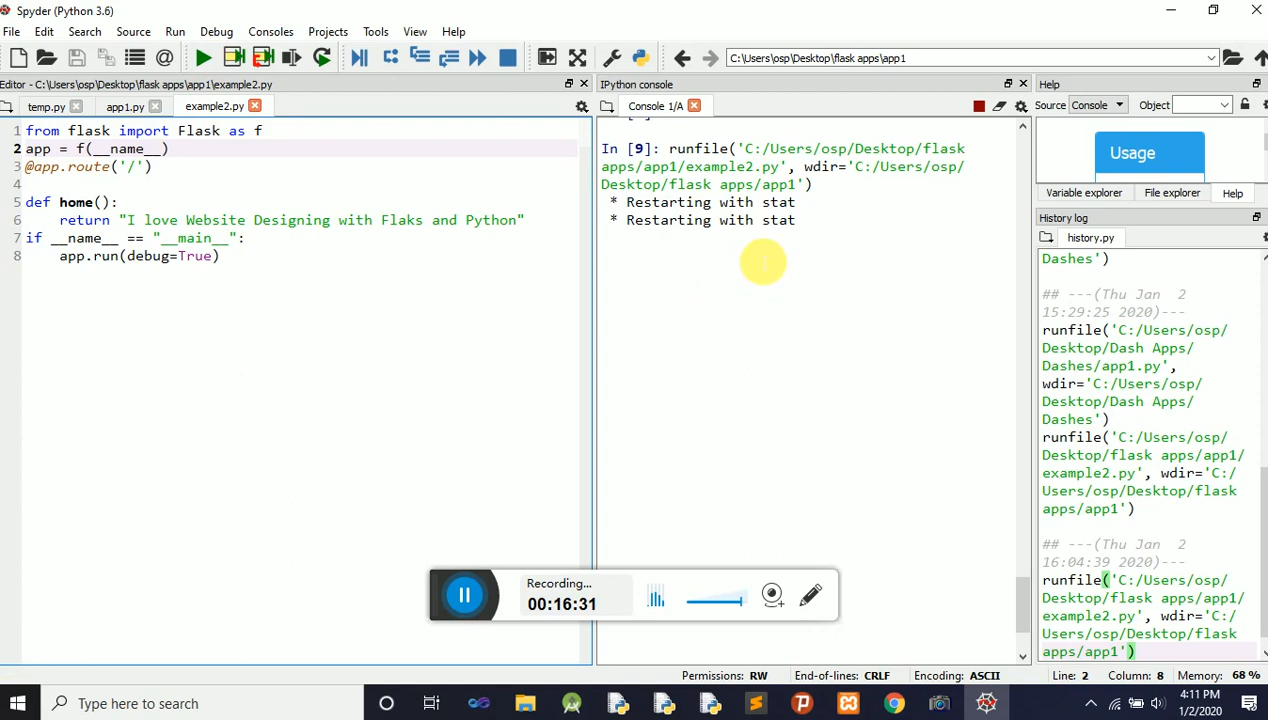 Spyder (Python 3.6)
File Edit Search Source Run Debug Consoles Projects Tools View Help
C:\Users\osp\Desktop\flask apps\app1
Editor - C:\Users\osp\Desktop\flask apps\app1\example2.py
temp.py app1.py example2.py
1 from flask import Flask as f
2 app = f(__name__)
3 @app.route('/')
4
5 def home():
6 return "I love Website Designing with Flaks and Python"
7 if __name__ == "__main__":
8 app.run(debug=True)
IPython console
Console 1/A
In [9]: runfile('C:/Users/osp/Desktop/flask
apps/app1/example2.py', wdir='C:/Users/osp/
Desktop/flask apps/app1')
* Restarting with stat
* Restarting with stat
Help
Source Console Object
Usage
Variable explorer File explorer Help
History log
history.py
Dashes')
## ---(Thu Jan 2
15:29:25 2020)---
runfile('C:/Users/osp/
Desktop/Dash Apps/
Dashes/app1.py',
wdir='C:/Users/osp/
Desktop/Dash Apps/
Dashes')
runfile('C:/Users/osp/
Desktop/flask apps/app1/
example2.py', wdir='C:/
Users/osp/Desktop/flask
apps/app1')
## ---(Thu Jan 2
16:04:39 2020)---
runfile('C:/Users/osp/
Desktop/flask apps/app1/
example2.py', wdir='C:/
Users/osp/Desktop/flask
apps/app1')
Recording...
00:16:31
Permissions: RW End-of-lines: CRLF Encoding: ASCII Line: 2 Column: 8 Memory: 68 %
Type here to search
4:11 PM
1/2/2020